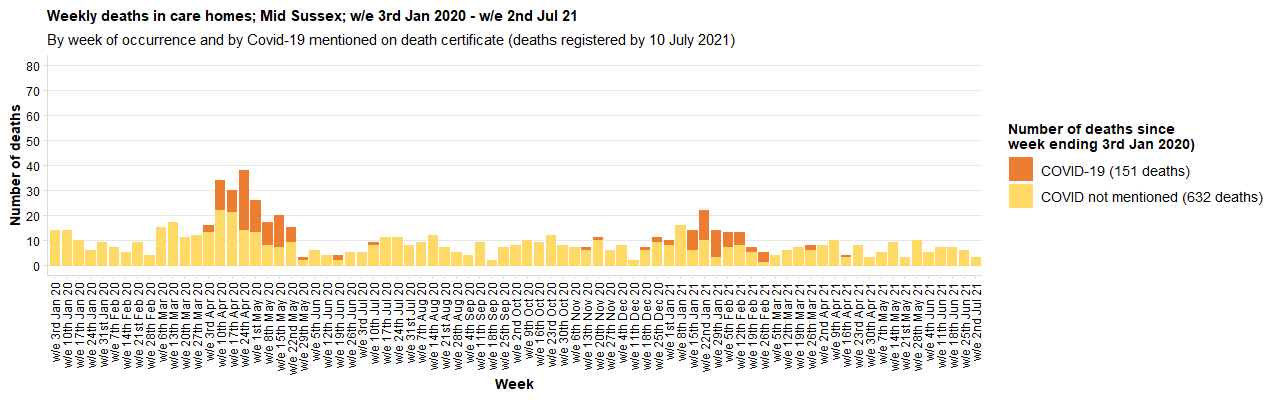 Weekly deaths in care homes; Mid Sussex; w/e 3rd Jan 2020 - w/e 2nd Jul 21
By week of occurrence and by Covid-19 mentioned on death certificate (deaths registered by 10 July 2021)
Number of deaths
80
70
60
50
40
30
20
10
0
w/e 3rd Jan 20
w/e 10th Jan 20
w/e 17th Jan 20
w/e 24th Jan 20
w/e 31st Jan 20
w/e 7th Feb 20
w/e 14th Feb 20
w/e 21st Feb 20
w/e 28th Feb 20
w/e 6th Mar 20
w/e 13th Mar 20
w/e 20th Mar 20
w/e 27th Mar 20
w/e 3rd Apr 20
w/e 10th Apr 20
w/e 17th Apr 20
w/e 24th Apr 20
w/e 1st May 20
w/e 8th May 20
w/e 15th May 20
w/e 22nd May 20
w/e 29th May 20
w/e 5th Jun 20
w/e 12th Jun 20
w/e 19th Jun 20
w/e 26th Jun 20
w/e 3rd Jul 20
w/e 10th Jul 20
w/e 17th Jul 20
w/e 24th Jul 20
w/e 31st Jul 20
w/e 7th Aug 20
w/e 14th Aug 20
w/e 21st Aug 20
w/e 28th Aug 20
w/e 4th Sep 20
w/e 11th Sep 20
w/e 18th Sep 20
w/e 25th Sep 20
w/e 2nd Oct 20
w/e 9th Oct 20
w/e 16th Oct 20
w/e 23rd Oct 20
w/e 30th Oct 20
w/e 6th Nov 20
w/e 13th Nov 20
w/e 20th Nov 20
w/e 27th Nov 20
w/e 4th Dec 20
w/e 11th Dec 20
w/e 18th Dec 20
w/e 25th Dec 20
w/e 1st Jan 21
w/e 8th Jan 21
w/e 15th Jan 21
w/e 22nd Jan 21
w/e 29th Jan 21
w/e 5th Feb 21
w/e 12th Feb 21
w/e 19th Feb 21
w/e 26th Feb 21
w/e 5th Mar 21
w/e 12th Mar 21
w/e 19th Mar 21
w/e 26th Mar 21
w/e 2nd Apr 21
w/e 9th Apr 21
w/e 16th Apr 21
w/e 23rd Apr 21
w/e 30th Apr 21
w/e 7th May 21
w/e 14th May 21
w/e 21st May 21
w/e 28th May 21
w/e 4th Jun 21
w/e 11th Jun 21
w/e 18th Jun 21
w/e 25th Jun 21
w/e 2nd Jul 21
Week
Number of deaths since
week ending 3rd Jan 2020)
COVID-19 (151 deaths)
COVID not mentioned (632 deaths)